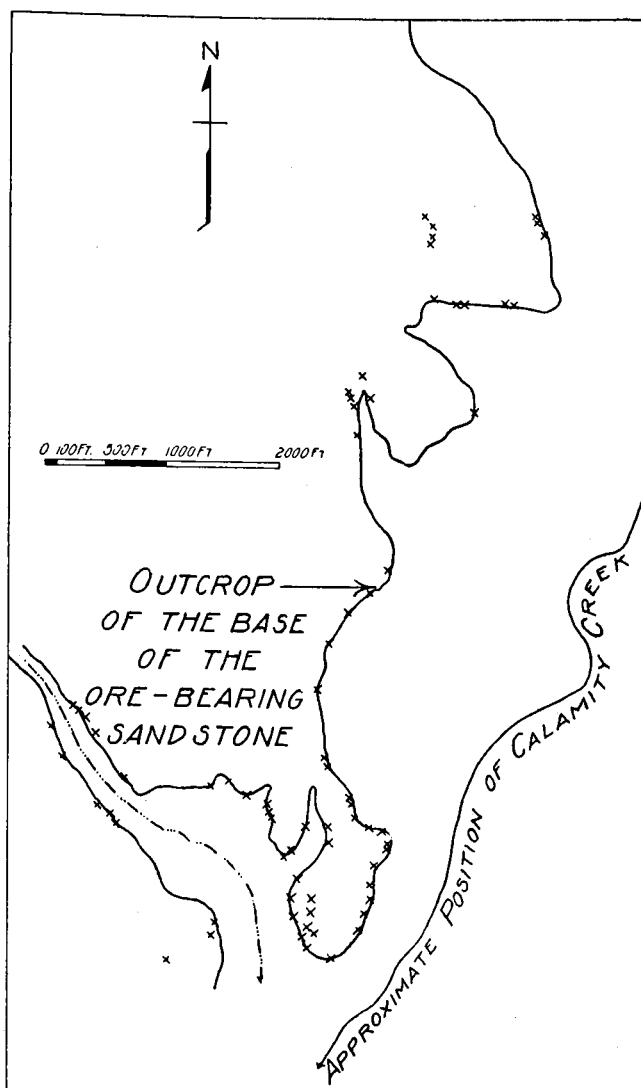 N
0 100FT. 500FT 1000FT 2000FT
OUTCROP
OF THE BASE
OF THE
ORE-BEARING
SANDSTONE
APPROXIMATE POSITION OF CALAMITY CREEK